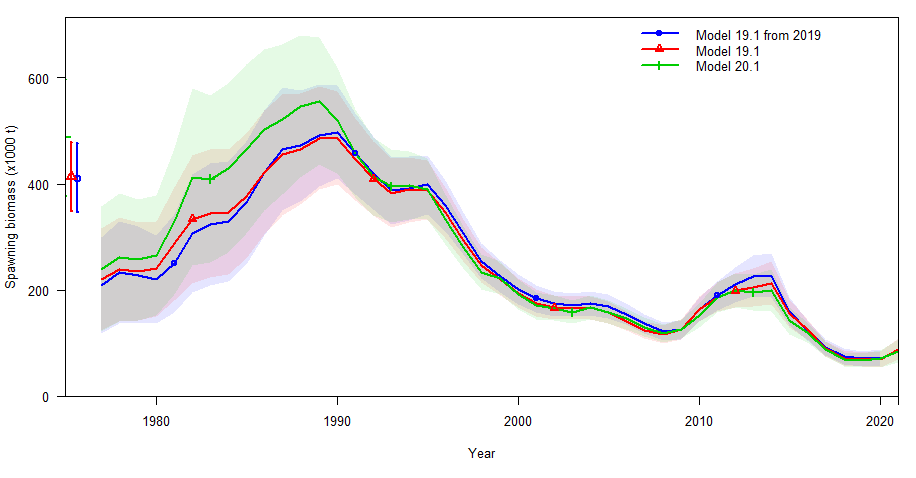 Model 19.1 from 2019
Model 19.1
Model 20.1
Spawning biomass (x1000 t)
600
400
200
0
1980
1990
2000
2010
2020
Year